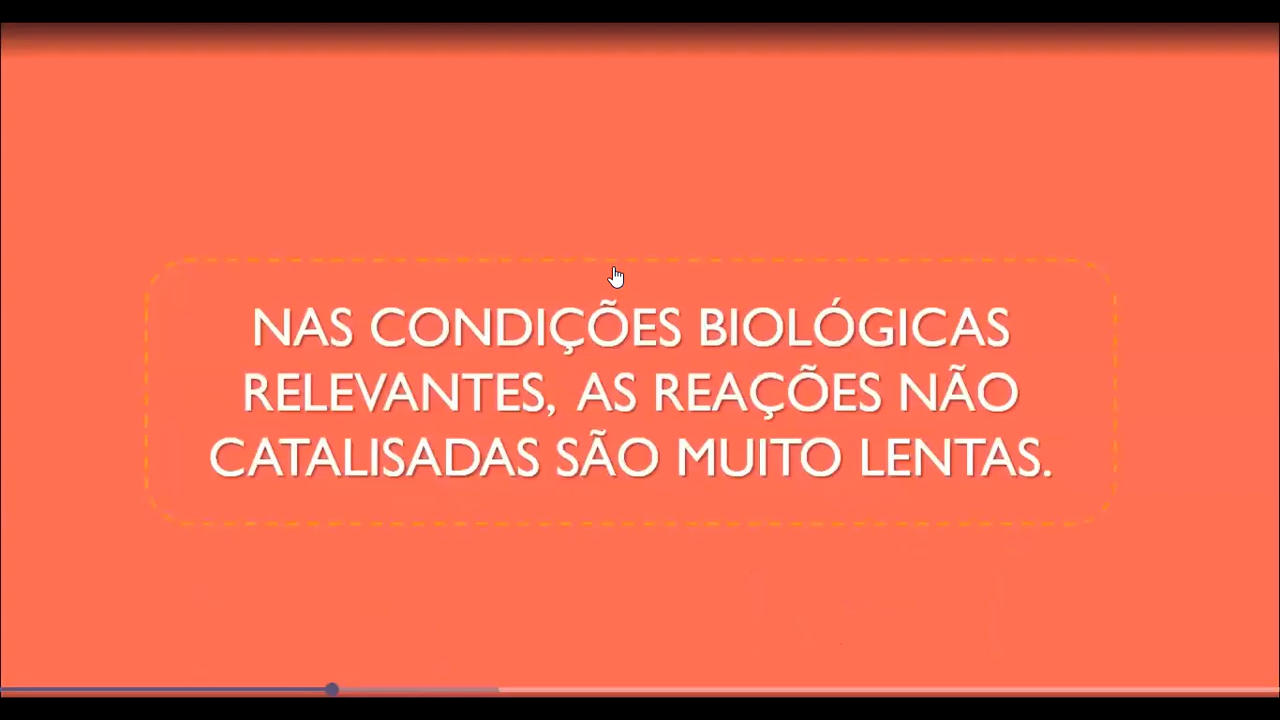 NAS CONDIÇÕES BIOLÓGICAS
RELEVANTES, AS REAÇÕES NÃO
CATALISADAS SÃO MUITO LENTAS.